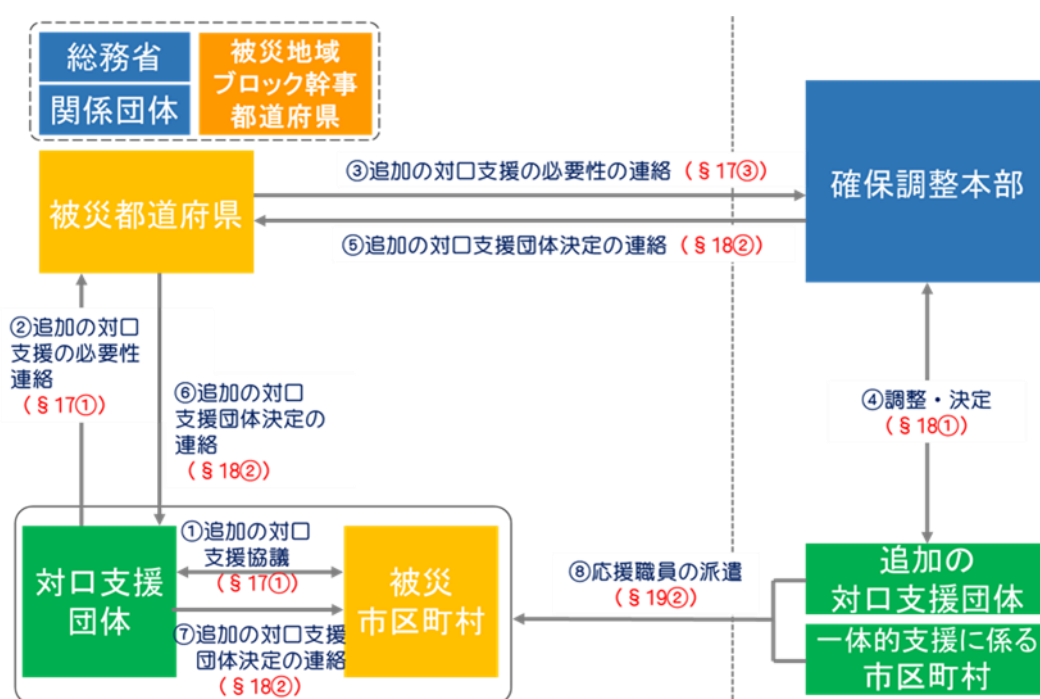 総務省
関係団体
被災地域
ブロック幹事
都道府県
被災都道府県
確保調整本部
③追加の対口支援の必要性の連絡(§17③)
⑤追加の対口支援団体決定の連絡(§18②)
②追加の対口
支援の必要性
連絡
(§17①)
⑥追加の対口
支援団体決定の
連絡
(§18②)
④調整・決定
(§18①)
対口支援
団体
①追加の対口
支援協議
(§17①)
⑦追加の対口支援
団体決定の連絡
(§18②)
被災
市区町村
⑧応援職員の派遣
(§19②)
追加の
対口支援団体
一体的支援に係る
市区町村